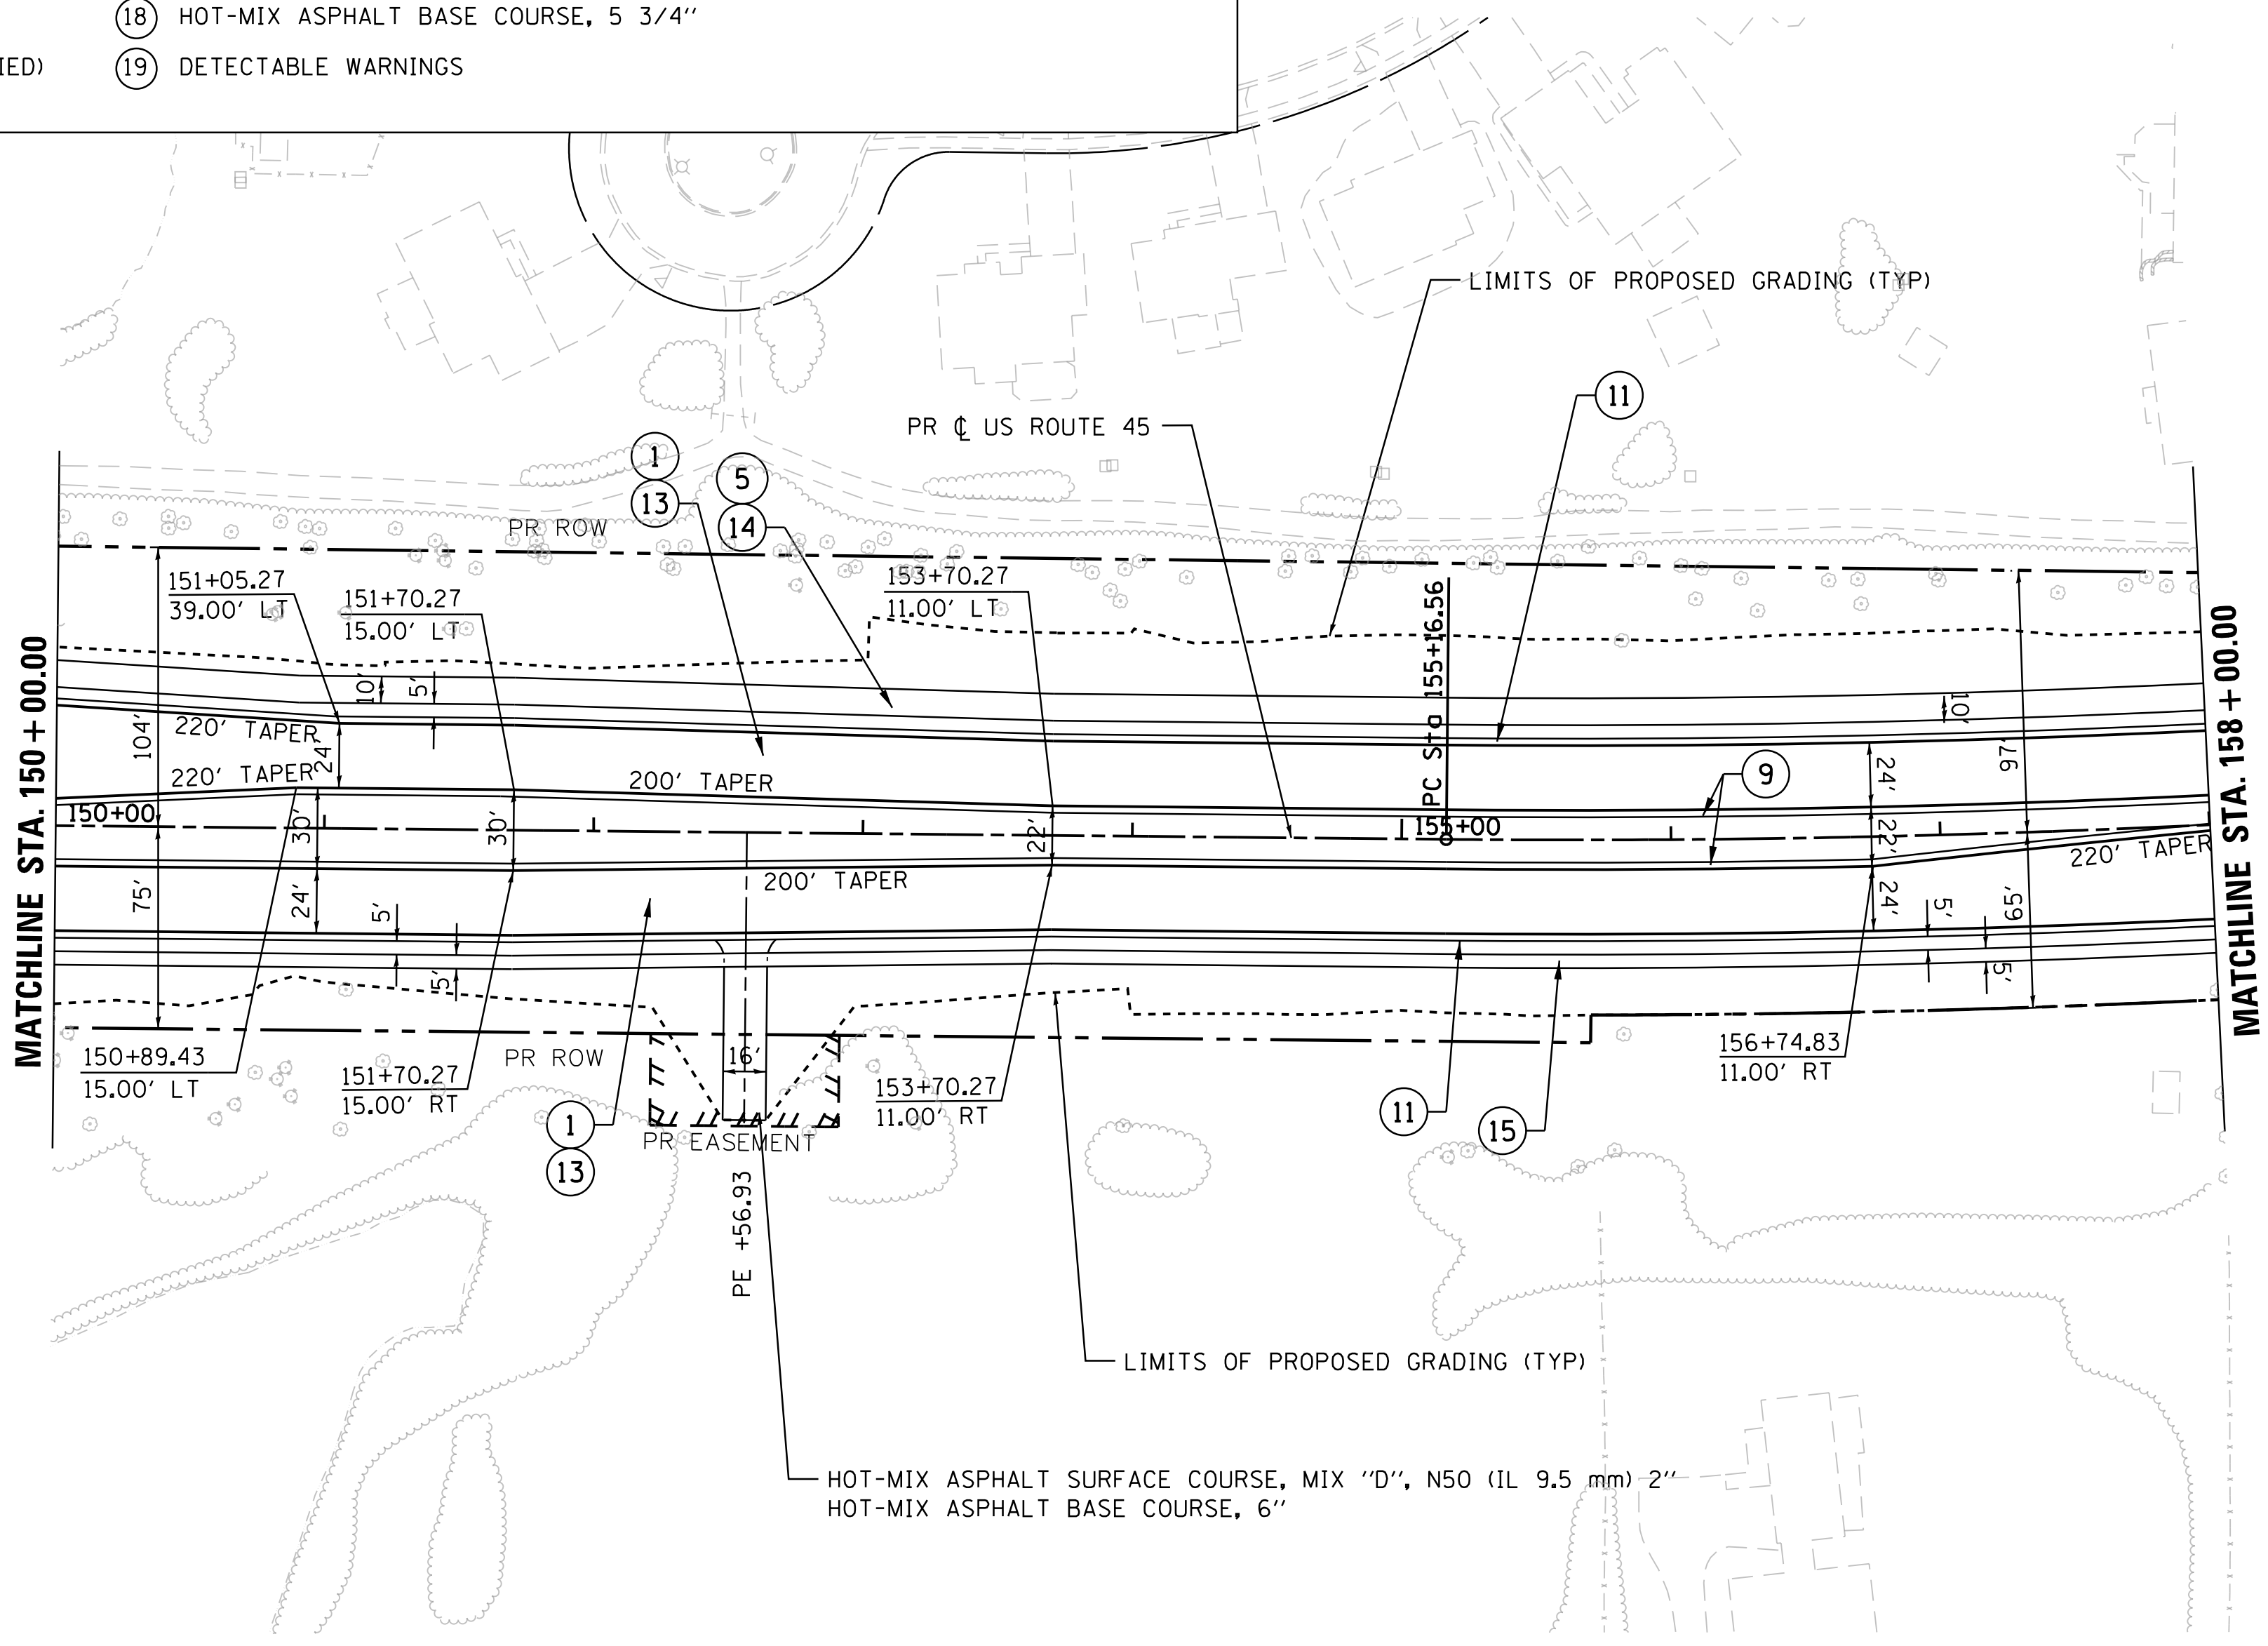 18 HOT-MIX ASPHALT BASE COURSE, 5 3/4"
IED) 19 DETECTABLE WARNINGS
LIMITS OF PROPOSED GRADING (TYP)
11
PR ℄ US ROUTE 45
1
13
5
14
PR ROW
151+05.27
39.00' LT
151+70.27
15.00' LT
153+70.27
11.00' LT
PC Sta 155+16.56
MATCHLINE STA. 150+00.00
MATCHLINE STA. 158+00.00
104'
10'
5'
10'
97'
220' TAPER
24'
220' TAPER
200' TAPER
24'
9
150+00
30'
30'
22'
155+00
22'
220' TAPER
200' TAPER
75'
24'
5'
5'
24'
5'
5'
65'
150+89.43
15.00' LT
151+70.27
15.00' RT
PR ROW
16'
153+70.27
11.00' RT
156+74.83
11.00' RT
1
13
PR EASEMENT
11
15
PE +56.93
LIMITS OF PROPOSED GRADING (TYP)
HOT-MIX ASPHALT SURFACE COURSE, MIX "D", N50 (IL 9.5 mm) 2"
HOT-MIX ASPHALT BASE COURSE, 6"